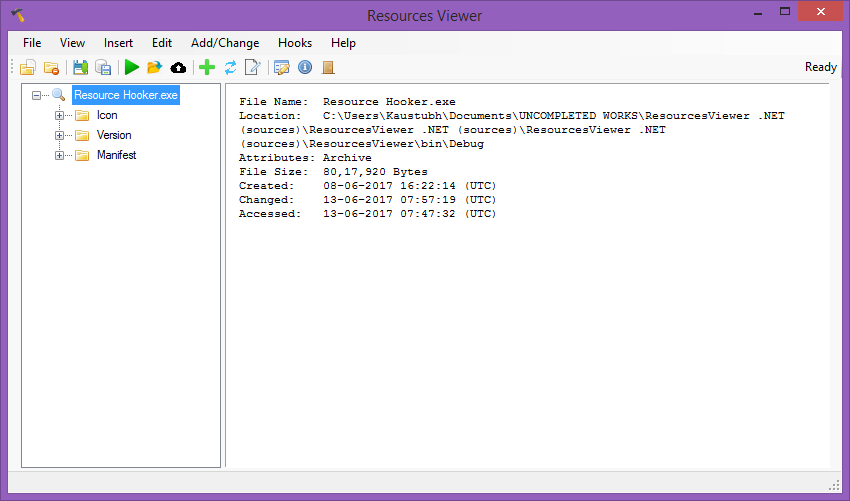 Resources Viewer
File View Insert Edit Add/Change Hooks Help
Ready
Resource Hooker.exe
Icon
Version
Manifest
File Name: Resource Hooker.exe
Location: C:\Users\Kaustubh\Documents\UNCOMPLETED WORKS\ResourcesViewer .NET
(sources)\ResourcesViewer .NET (sources)\ResourcesViewer .NET
(sources)\ResourcesViewer\bin\Debug
Attributes: Archive
File Size: 80,17,920 Bytes
Created: 08-06-2017 16:22:14 (UTC)
Changed: 13-06-2017 07:57:19 (UTC)
Accessed: 13-06-2017 07:47:32 (UTC)